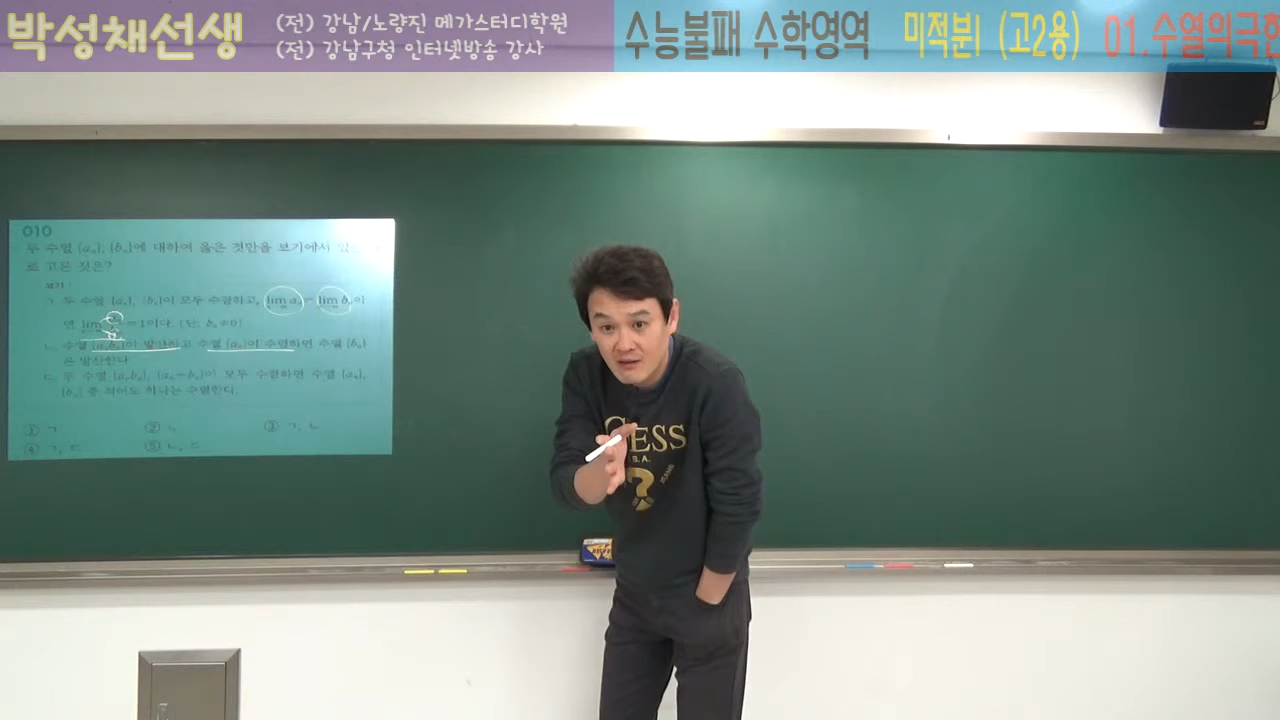 박성채선생
(전) 강남/노량진 메가스터디학원
(전) 강남구청 인터넷방송 강사
수능불패 수학영역 미적분I (고2용) 01.수열의극한
010
두 수열 {aₙ}, {bₙ}에 대하여 옳은 것만을 보기에서 있는
로 고른 것은?
보기
ㄱ. 두 수열 {aₙ}, {bₙ}이 모두 수렴하고, lim aₙ = lim bₙ이
면 lim = 1이다. (단, bₙ ≠ 0)
ㄴ. 수열 {aₙbₙ}이 발산하고 수열 {aₙ}이 수렴하면 수열 {bₙ}
은 발산한다.
ㄷ. 두 수열 {aₙbₙ}, {aₙ-bₙ}이 모두 수렴하면 수열 {aₙ},
{bₙ} 중 적어도 하나는 수렴한다.
① ㄱ ② ㄴ ③ ㄱ, ㄴ
④ ㄱ, ㄷ ⑤ ㄴ, ㄷ
GUESS
U.S.A.
JEANS
?